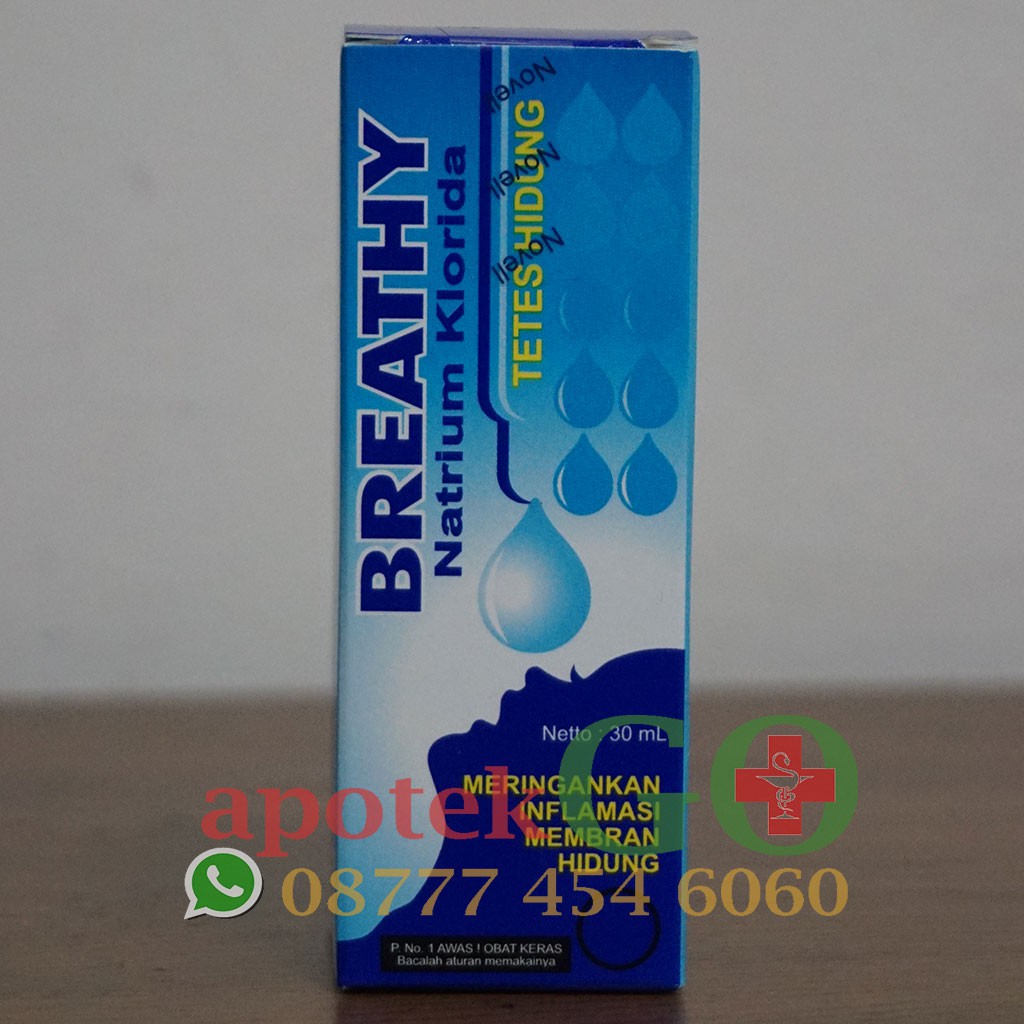 BREATHY
Natrium Klorida
TETES HIDUNG
Novell
Novell
Novell
Netto : 30 mL
MERINGANKAN
INFLAMASI
MEMBRAN
HIDUNG
apotek GO
08777 454 6060
P. No. 1 AWAS ! OBAT KERAS
Bacalah aturan memakainya